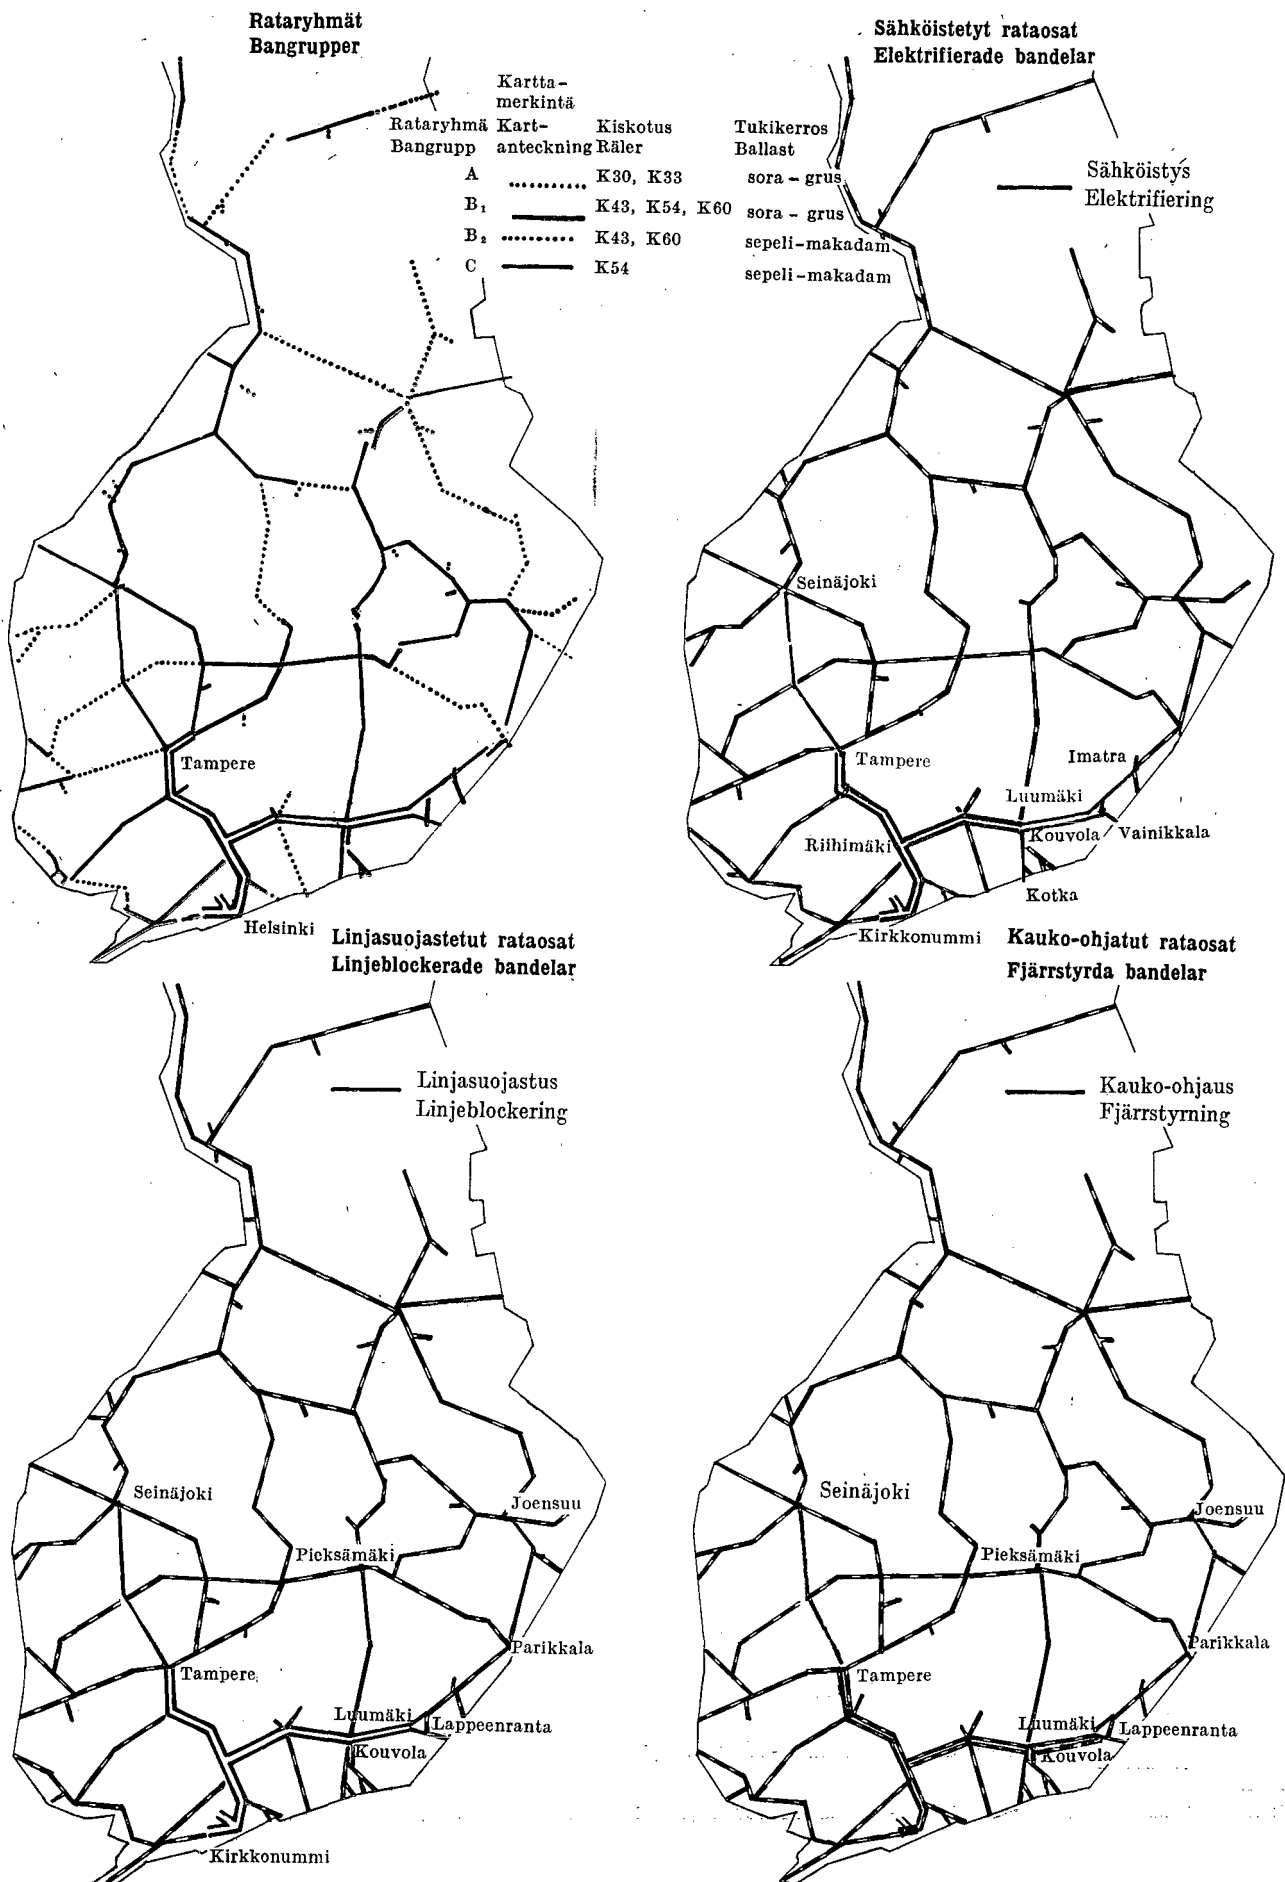 Rataryhmät
Bangrupper
Kartta-
merkintä
Rataryhmä Kart- Kiskotus Tukikerros
Bangrupp anteckning Räler Ballast
A K30, K33 sora – grus
B₁ K43, K54, K60 sora – grus
B₂ K43, K60 sepeli-makadam
C K54 sepeli-makadam
Tampere
Helsinki
Sähköistetyt rataosat
Elektrifierade bandelar
Sähköistys
Elektrifiering
Seinäjoki
Tampere
Imatra
Luumäki
Riihimäki
Kouvola
Vainikkala
Kotka
Kirkkonummi
Linjasuojastetut rataosat
Linjeblockerade bandelar
Linjasuojastus
Linjeblockering
Seinäjoki
Joensuu
Pieksämäki
Parikkala
Tampere
Luumäki
Lappeenranta
Kouvola
Kirkkonummi
Kauko-ohjatut rataosat
Fjärrstyrda bandelar
Kauko-ohjaus
Fjärrstyrning
Seinäjoki
Joensuu
Pieksämäki
Parikkala
Tampere
Luumäki
Lappeenranta
Kouvola